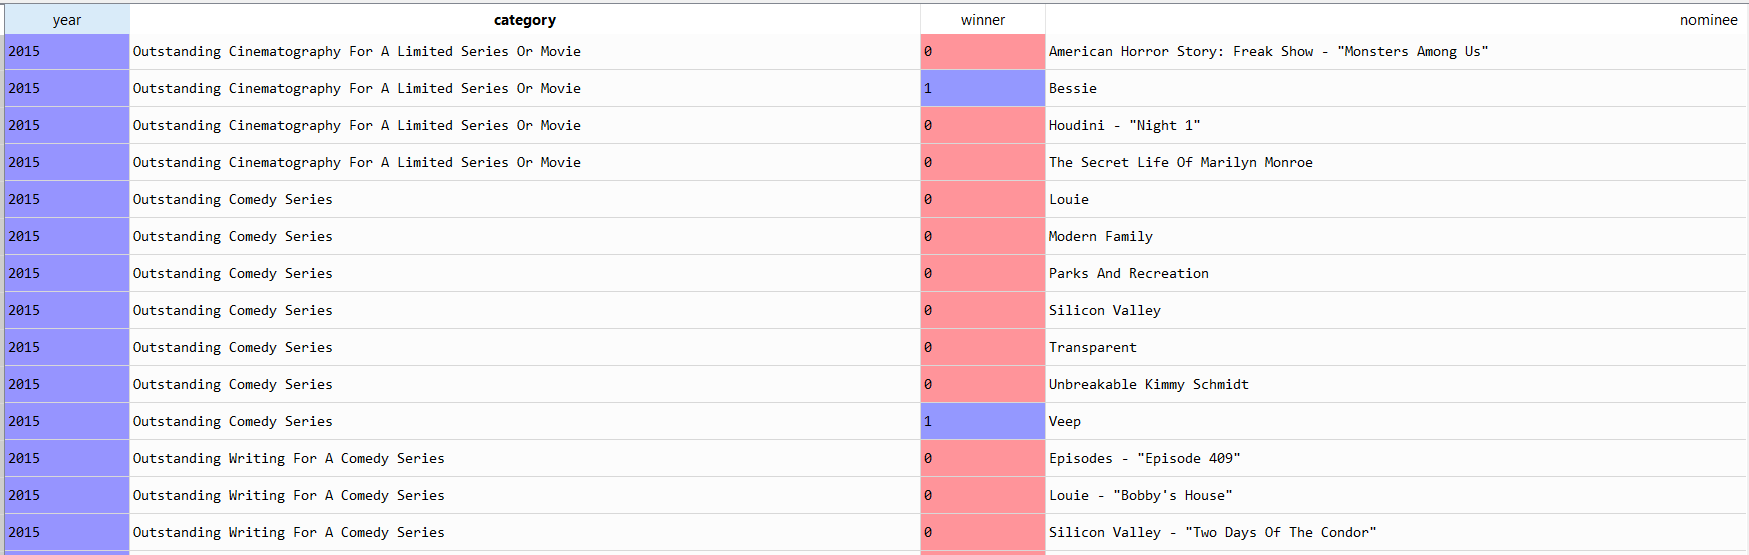 year category winner nominee
2015 Outstanding Cinematography For A Limited Series Or Movie 0 American Horror Story: Freak Show - "Monsters Among Us"
2015 Outstanding Cinematography For A Limited Series Or Movie 1 Bessie
2015 Outstanding Cinematography For A Limited Series Or Movie 0 Houdini - "Night 1"
2015 Outstanding Cinematography For A Limited Series Or Movie 0 The Secret Life Of Marilyn Monroe
2015 Outstanding Comedy Series 0 Louie
2015 Outstanding Comedy Series 0 Modern Family
2015 Outstanding Comedy Series 0 Parks And Recreation
2015 Outstanding Comedy Series 0 Silicon Valley
2015 Outstanding Comedy Series 0 Transparent
2015 Outstanding Comedy Series 0 Unbreakable Kimmy Schmidt
2015 Outstanding Comedy Series 1 Veep
2015 Outstanding Writing For A Comedy Series 0 Episodes - "Episode 409"
2015 Outstanding Writing For A Comedy Series 0 Louie - "Bobby's House"
2015 Outstanding Writing For A Comedy Series 0 Silicon Valley - "Two Days Of The Condor"